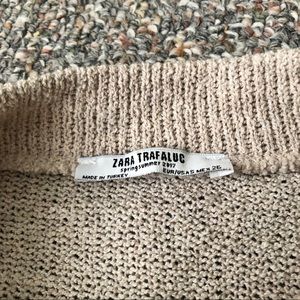 ZARA TRAFALUC
spring summer 2017
MADE IN TURKEY
EUR/USA S MEX 26